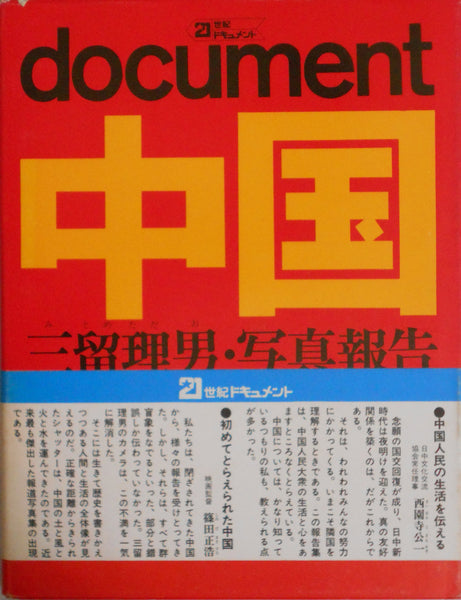 21世紀
ドキュメント
document
中国
みとめただお
三留理男・写真報告
21世紀ドキュメント
●中国人民の生活を伝える
日中文化交流
協会常任理事
西園寺公一
念願の国交回復が成り、日中新
時代は夜明けを迎えた。真の友好
関係を築くのは、だがこれからで
ある。
それは、われわれみんなの努力
にかかってくる。いまこそ隣国を
理解するときである。この報告集
は、中国人民大衆の生活と心をあ
ますところなくとらえている。
中国については、かなり知って
いるつもりの私も、教えられる点
が多かった。
●初めてとらえられた中国
映画監督
篠田正浩
私たちは、閉ざされてきた中国
から、様々の報告を受けとってき
た。しかし、それらは、すべて群
盲象をなでるといった、部分と錯
誤しか伝わっていなかった。三留
理男のカメラは、この不満を一気
に解消した。
そこには生きて歴史を書きかえ
つつある人間と生活の全体像が見
えるのだ。正確な距離からきられ
たシャッターは、中国の土と風と
火と水を運んできたのである。近
来最も傑出した報道写真集の出現
である。